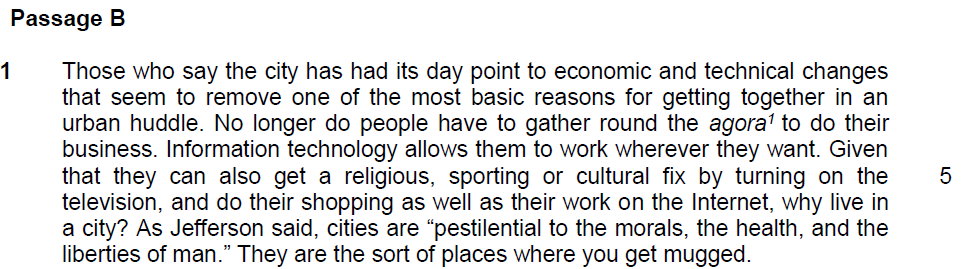 Passage B
1 Those who say the city has had its day point to economic and technical changes
that seem to remove one of the most basic reasons for getting together in an
urban huddle. No longer do people have to gather round the agora¹ to do their
business. Information technology allows them to work wherever they want. Given
that they can also get a religious, sporting or cultural fix by turning on the 5
television, and do their shopping as well as their work on the Internet, why live in
a city? As Jefferson said, cities are “pestilential to the morals, the health, and the
liberties of man.” They are the sort of places where you get mugged.